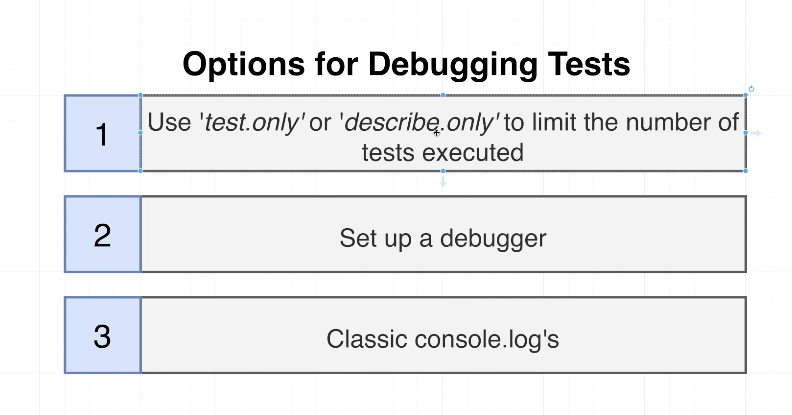 Options for Debugging Tests
1
Use 'test.only' or 'describe.only' to limit the number of
tests executed
2
Set up a debugger
3
Classic console.log's